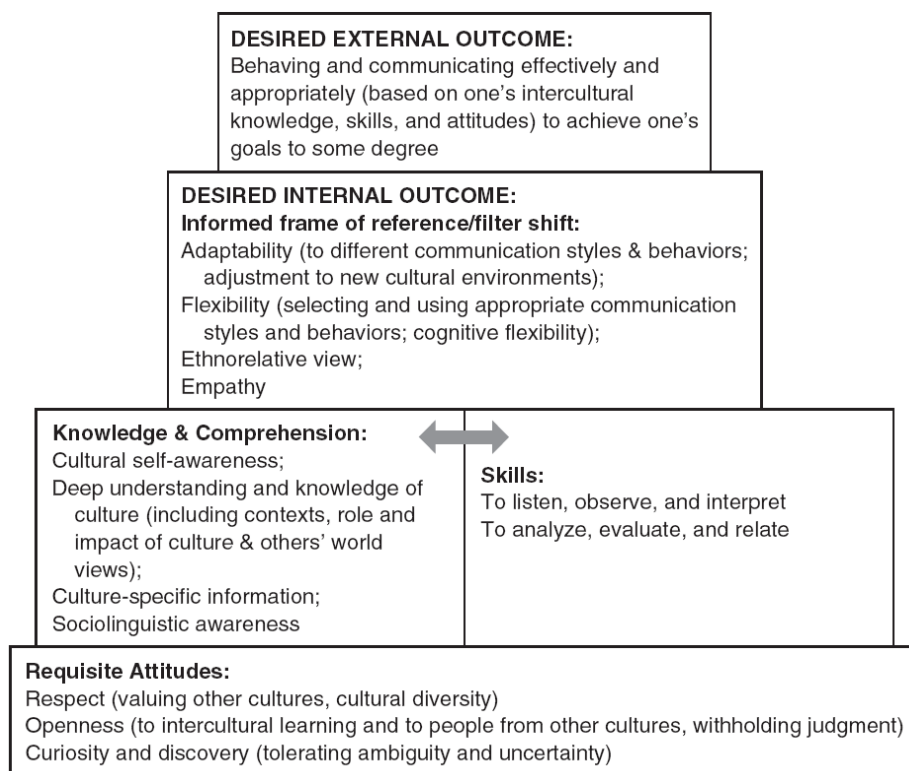 DESIRED EXTERNAL OUTCOME:
Behaving and communicating effectively and
appropriately (based on one's intercultural
knowledge, skills, and attitudes) to achieve one's
goals to some degree
DESIRED INTERNAL OUTCOME:
Informed frame of reference/filter shift:
Adaptability (to different communication styles & behaviors;
adjustment to new cultural environments);
Flexibility (selecting and using appropriate communication
styles and behaviors; cognitive flexibility);
Ethnorelative view;
Empathy
Knowledge & Comprehension:
Cultural self-awareness;
Deep understanding and knowledge of
culture (including contexts, role and
impact of culture & others' world
views);
Culture-specific information;
Sociolinguistic awareness
Skills:
To listen, observe, and interpret
To analyze, evaluate, and relate
Requisite Attitudes:
Respect (valuing other cultures, cultural diversity)
Openness (to intercultural learning and to people from other cultures, withholding judgment)
Curiosity and discovery (tolerating ambiguity and uncertainty)